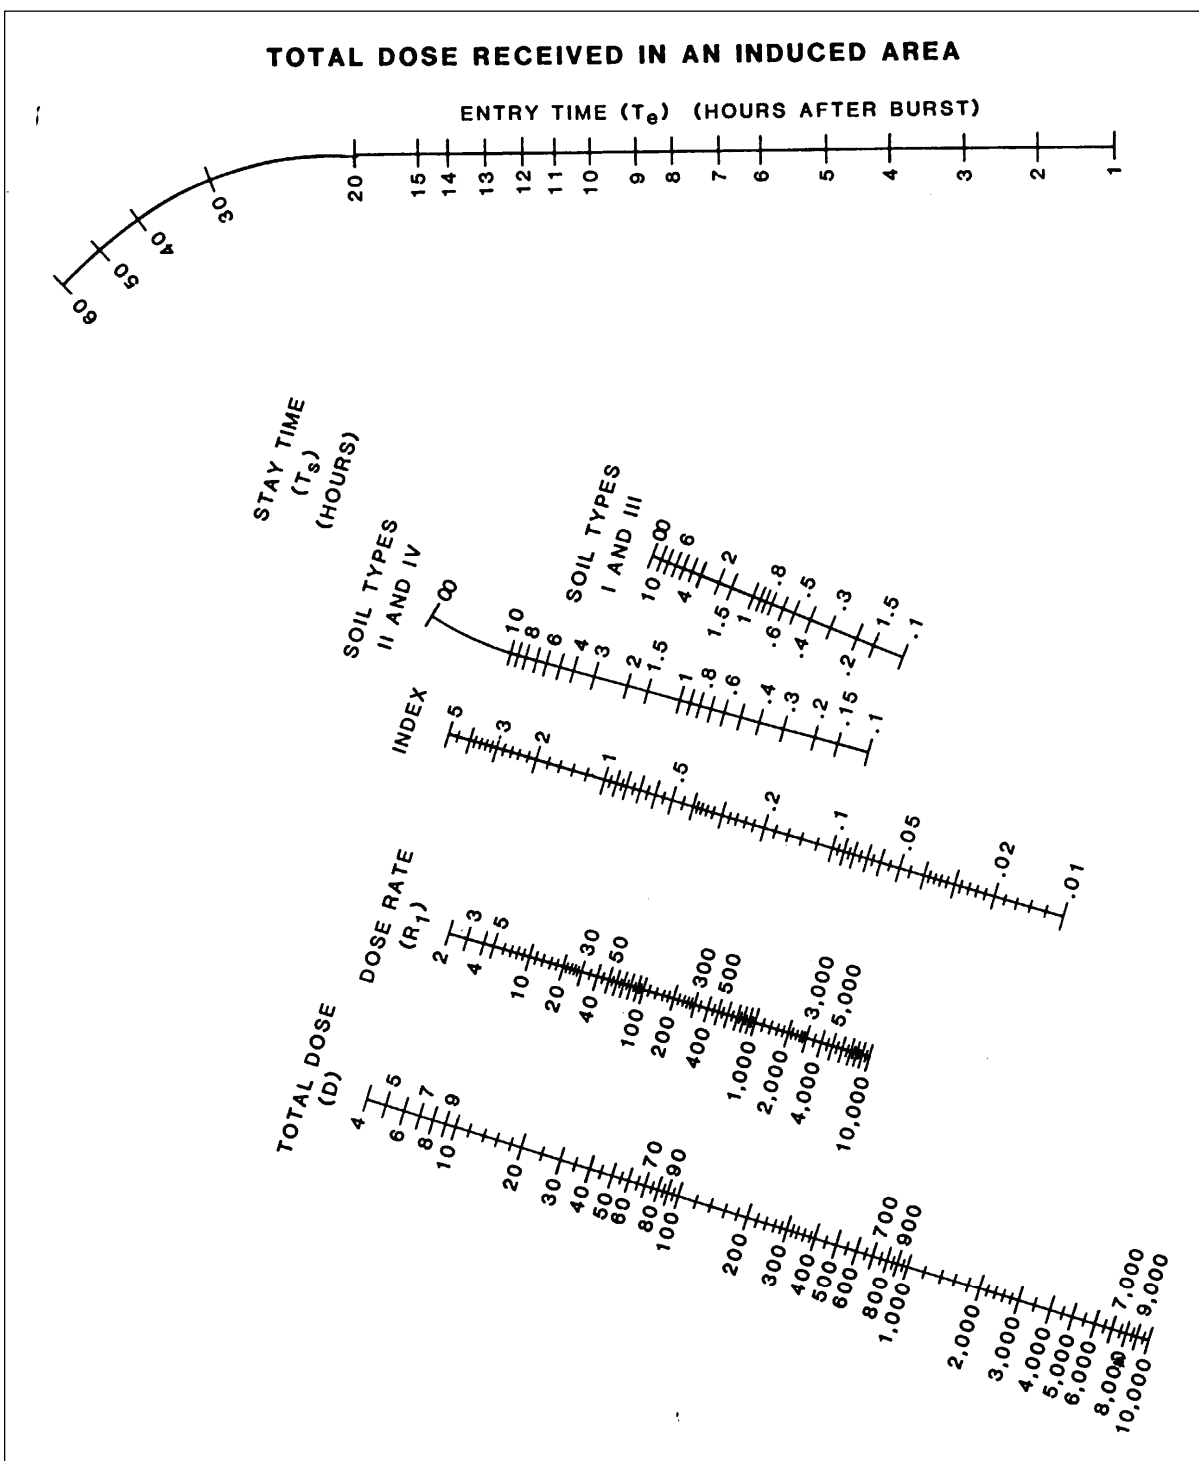 TOTAL DOSE RECEIVED IN AN INDUCED AREA
ENTRY TIME (Te) (HOURS AFTER BURST)
60 50 40 30 20 15 14 13 12 11 10 9 8 7 6 5 4 3 2 1
STAY TIME
(Ts)
(HOURS)
SOIL TYPES
I AND III
∞ 6 2 .8 .5 .3 1.5 .1
10 4 1.5 1 .6 .4 .2
SOIL TYPES
II AND IV
∞ 10 8 6 4 3 2 1.5 1 .8 .6 .4 .3 .2 .15 .1
INDEX
5 .3 2 1 .5 .2 .1 .05 .02 .01
DOSE RATE
(R1)
3 5 30 50 300 500 3,000 5,000
2 4 10 20 40 100 200 400 1,000 2,000 4,000 10,000
TOTAL DOSE
(D)
5 7 9 70 90 700 900 7,000 9,000
4 6 8 10 20 30 40 50 60 80 100 200 300 400 500 600 800 1,000 2,000 3,000 4,000 5,000 6,000 8,000 10,000